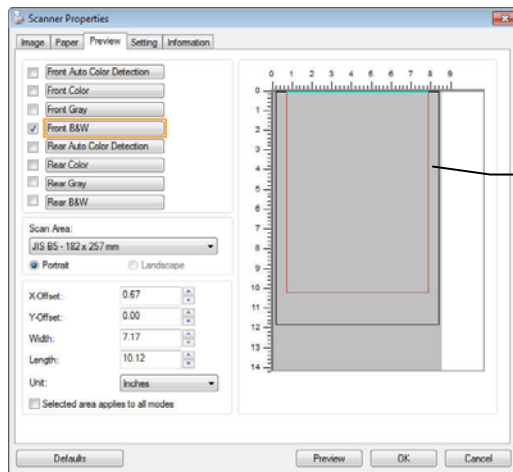 Scanner Properties
Image Paper Preview Setting Information
Front Auto Color Detection
Front Color
Front Gray
Front B&W
Rear Auto Color Detection
Rear Color
Rear Gray
Rear B&W
Scan Area:
JIS B5 - 182 x 257 mm
Portrait Landscape
X-Offset: 0.67
Y-Offset: 0.00
Width: 7.17
Length: 10.12
Unit: Inches
Selected area applies to all modes
0 1 2 3 4 5 6 7 8 9
0
1
2
3
4
5
6
7
8
9
10
11
12
13
14
Defaults Preview OK Cancel